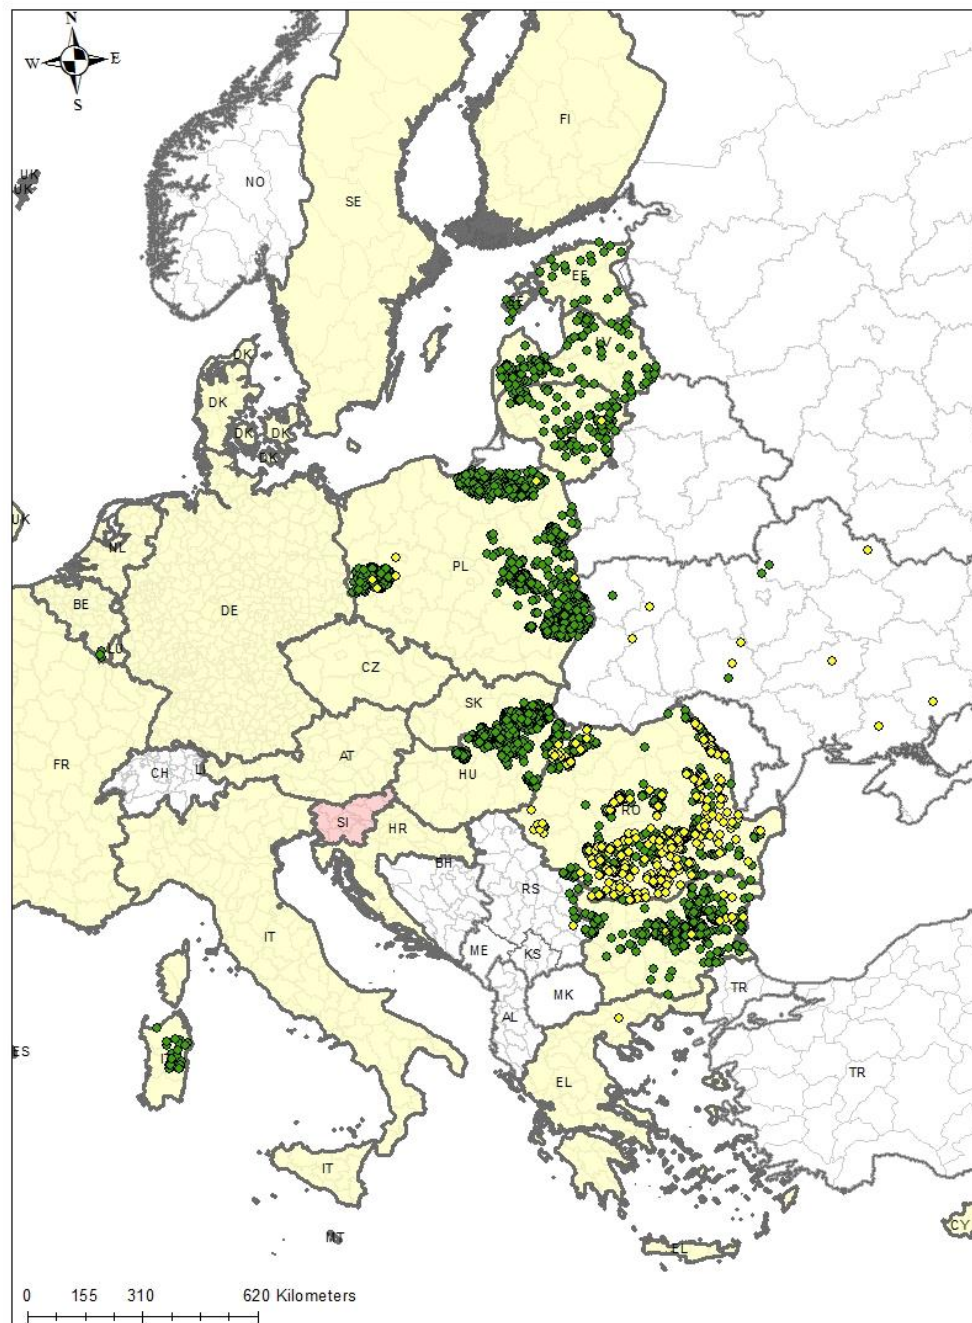 N
W E
S
FI
UK
UK
NO
SE
EE
EE
LV
DK
DK
DK
DK
DK
UK
NL
PL
BE
DE
LU
CZ
SK
FR
AT
CH
LI
HU
RO
SI
HR
BH
RS
IT
ME
KS
MK
TR
AL
ES
IT
EL
TR
IT
CY
MT
EL
0 155 310 620 Kilometers